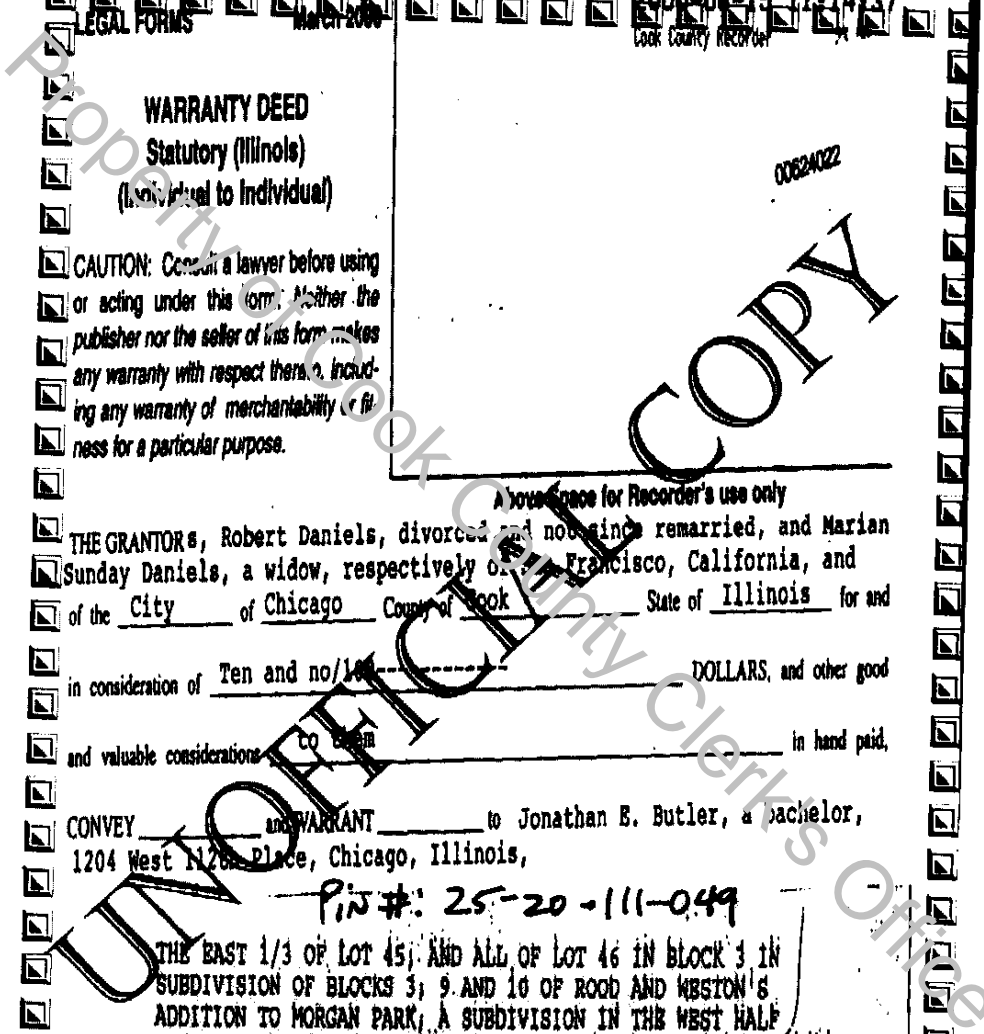 LEGAL FORMS March 2000
Cook County Recorder
WARRANTY DEED
Statutory (Illinois)
(Individual to Individual)
00624022
CAUTION: Consult a lawyer before using
or acting under this form. Neither the
publisher nor the seller of this form makes
any warranty with respect thereto, includ-
ing any warranty of merchantability or fit-
ness for a particular purpose.
Above Space for Recorder's use only
THE GRANTORS, Robert Daniels, divorced and not since remarried, and Marian
Sunday Daniels, a widow, respectively of Francisco, California, and
of the City of Chicago County of Cook State of Illinois for and
in consideration of Ten and no/100------------ DOLLARS, and other good
and valuable considerations to them in hand paid,
CONVEY and WARRANT to Jonathan E. Butler, a bachelor,
1204 West 112th Place, Chicago, Illinois,
PiN #: 25-20-111-049
THE EAST 1/3 OF LOT 45; AND ALL OF LOT 46 IN BLOCK 3 IN
SUBDIVISION OF BLOCKS 3; 9 AND 10 OF ROOD AND WESTON'S
ADDITION TO MORGAN PARK, A SUBDIVISION IN THE WEST HALF
UNOFFICIAL COPY
Property of Cook County Clerk's Office